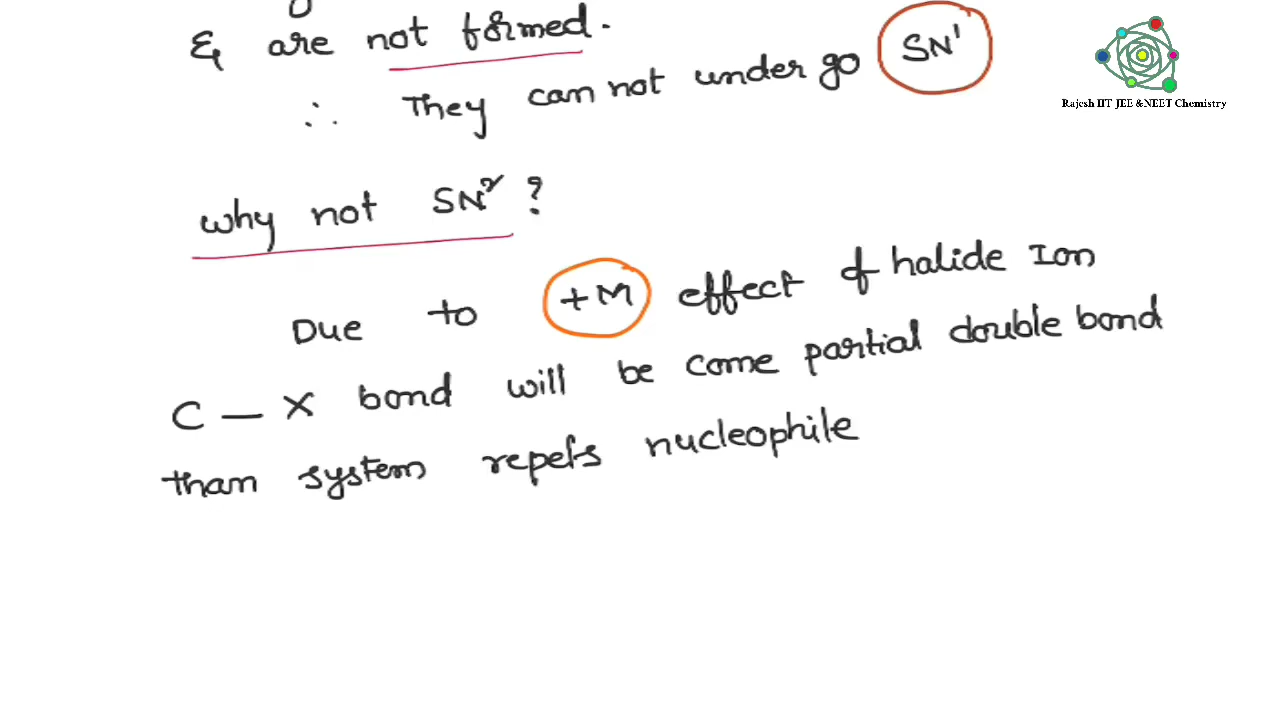 & are not formed.
∴ They can not under go SN¹
Rajesh IIT JEE &NEET Chemistry
why not SN² ?
Due to +M effect of halide Ion
C — X bond will be come partial double bond
than system repels nucleophile